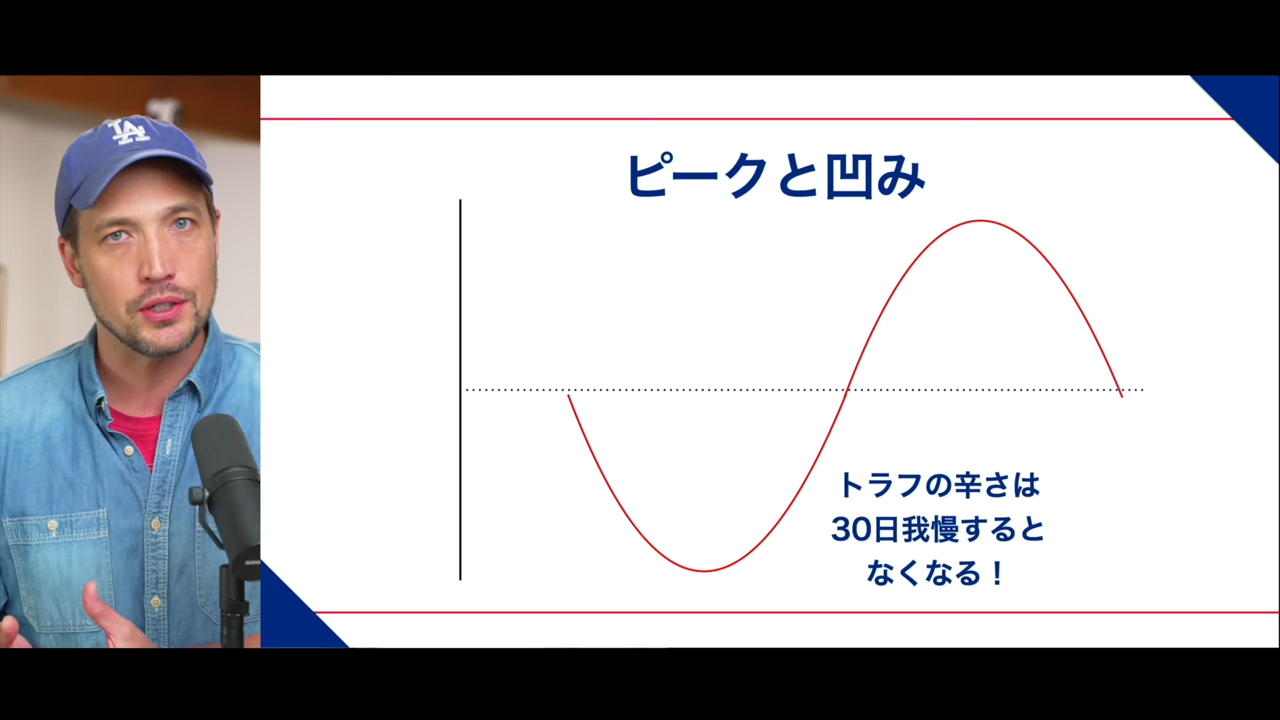 LA
ピークと凹み
トラフの辛さは
30日我慢すると
なくなる！